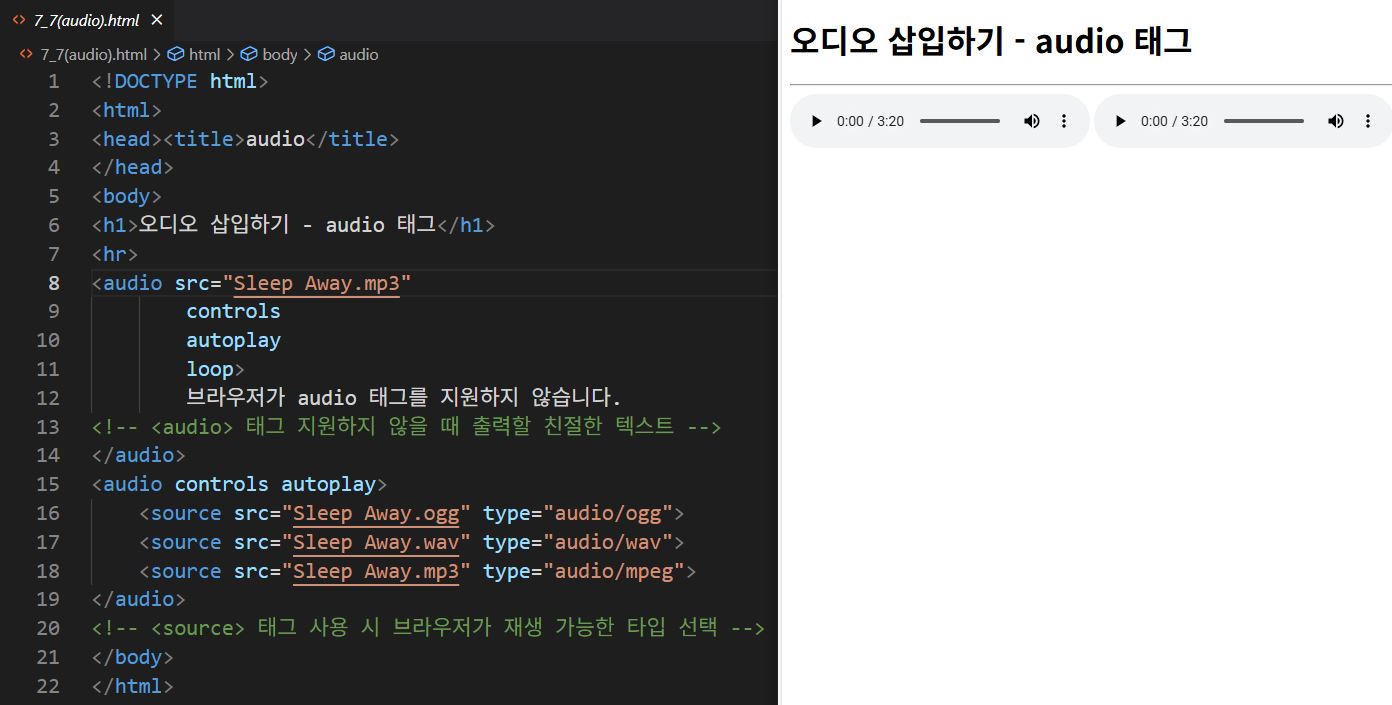 7_7(audio).html
7_7(audio).html > html > body > audio
1 <!DOCTYPE html>
2 <html>
3 <head><title>audio</title>
4 </head>
5 <body>
6 <h1>오디오 삽입하기 - audio 태그</h1>
7 <hr>
8 <audio src="Sleep Away.mp3"
9 controls
10 autoplay
11 loop>
12 브라우저가 audio 태그를 지원하지 않습니다.
13 <!-- <audio> 태그 지원하지 않을 때 출력할 친절한 텍스트 -->
14 </audio>
15 <audio controls autoplay>
16 <source src="Sleep Away.ogg" type="audio/ogg">
17 <source src="Sleep Away.wav" type="audio/wav">
18 <source src="Sleep Away.mp3" type="audio/mpeg">
19 </audio>
20 <!-- <source> 태그 사용 시 브라우저가 재생 가능한 타입 선택 -->
21 </body>
22 </html>
오디오 삽입하기 - audio 태그
0:00 / 3:20
0:00 / 3:20